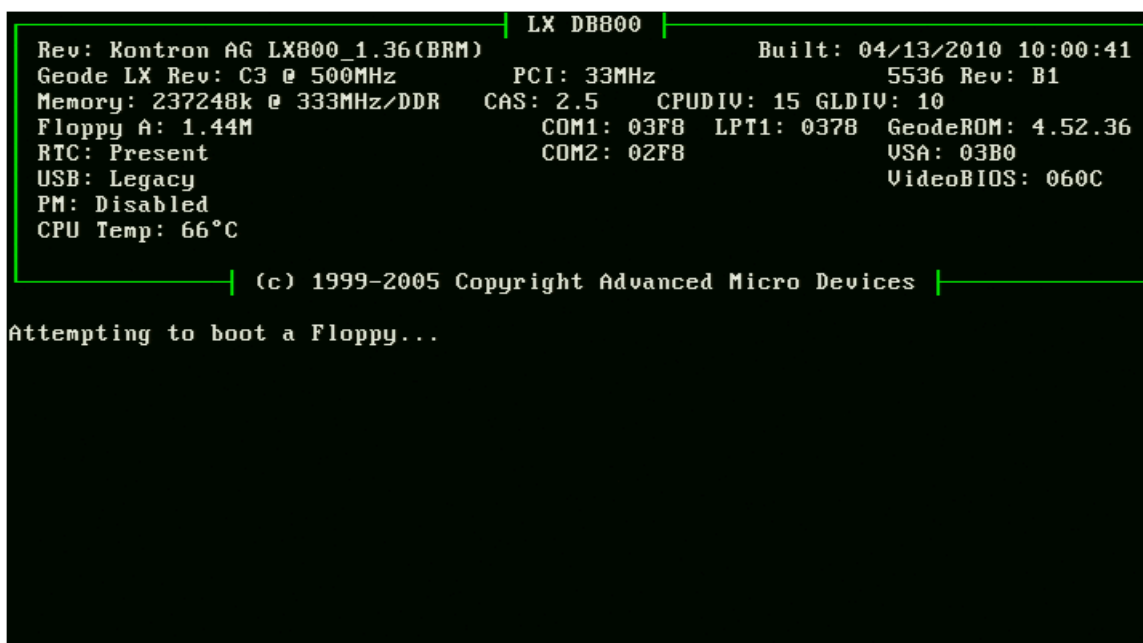 LX DB800
Rev: Kontron AG LX800_1.36(BRM) Built: 04/13/2010 10:00:41
Geode LX Rev: C3 @ 500MHz PCI: 33MHz 5536 Rev: B1
Memory: 237248k @ 333MHz/DDR CAS: 2.5 CPUDIV: 15 GLDIV: 10
Floppy A: 1.44M COM1: 03F8 LPT1: 0378 GeodeROM: 4.52.36
RTC: Present COM2: 02F8 VSA: 03B0
USB: Legacy VideoBIOS: 060C
PM: Disabled
CPU Temp: 66°C
(c) 1999-2005 Copyright Advanced Micro Devices
Attempting to boot a Floppy...